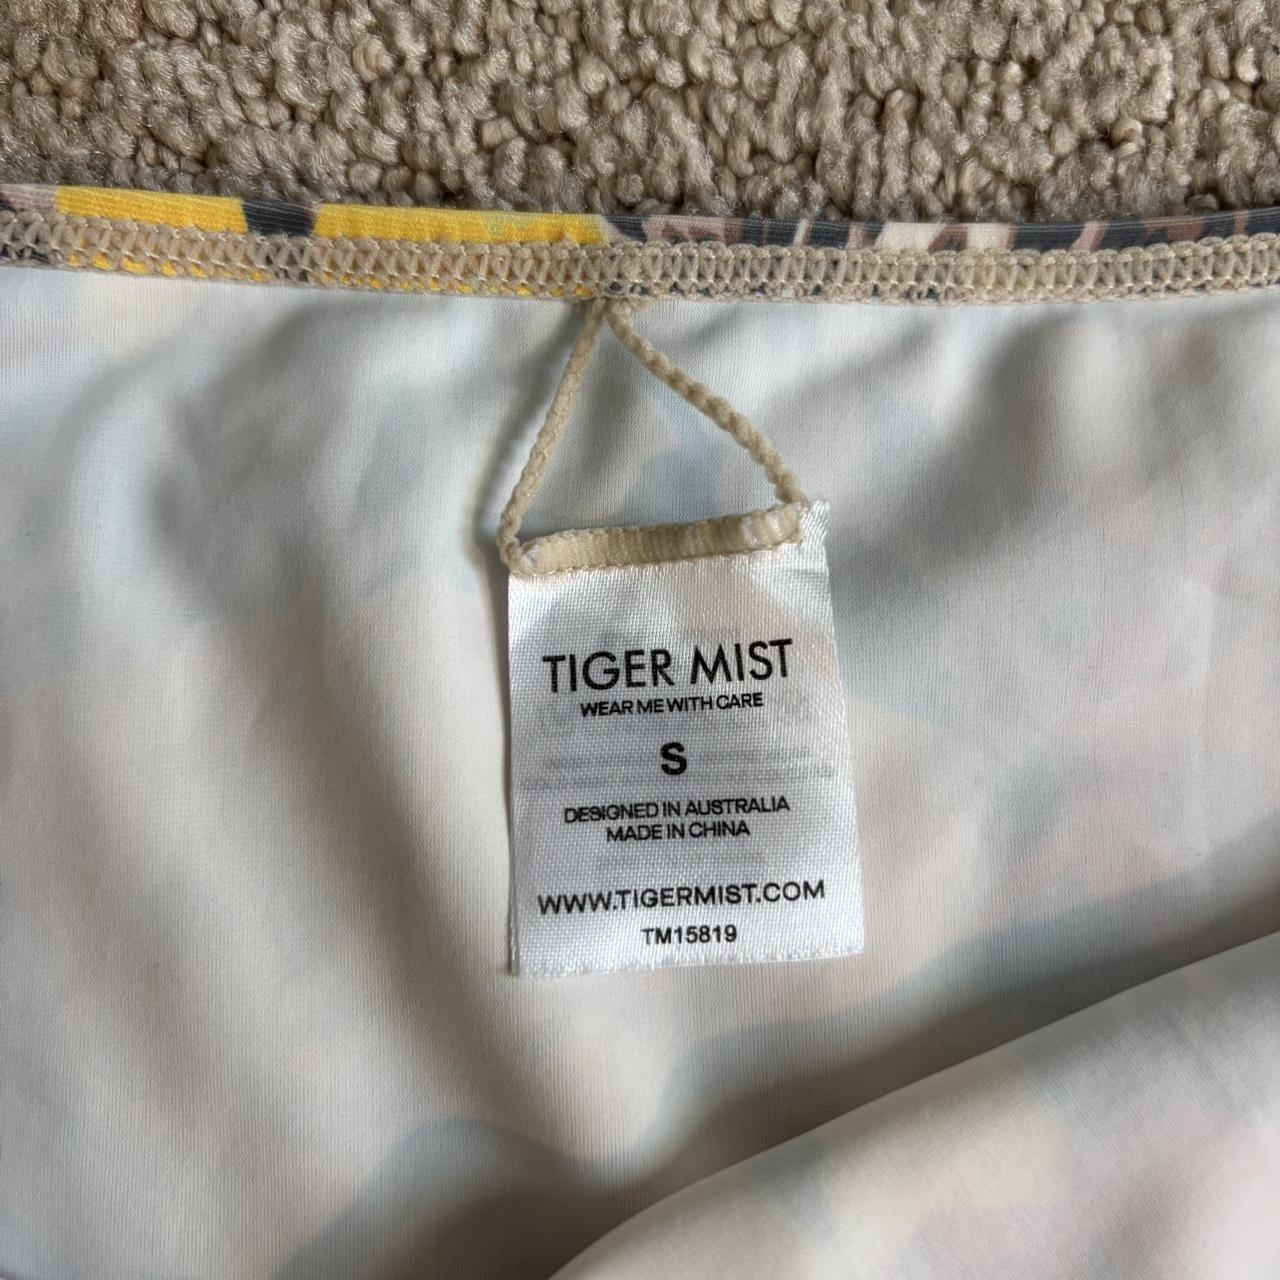 TIGER MIST
WEAR ME WITH CARE
S
DESIGNED IN AUSTRALIA
MADE IN CHINA
WWW.TIGERMIST.COM
TM15819